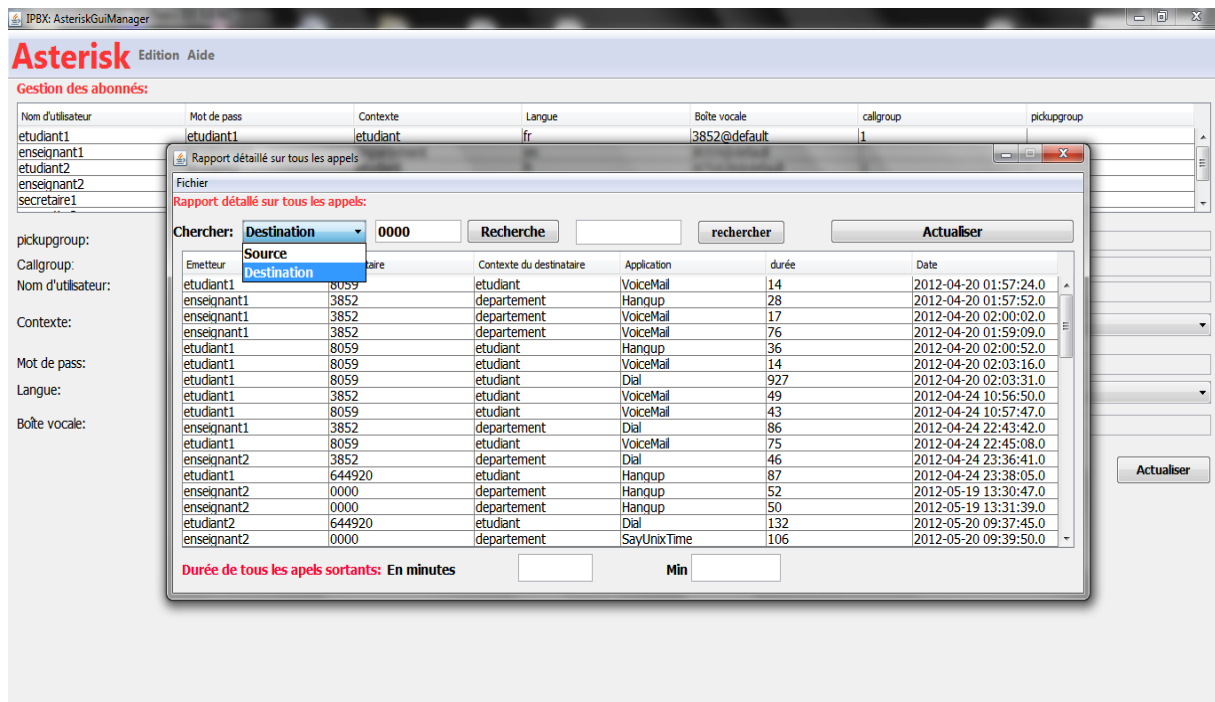 IPBX: AsteriskGuiManager
Asterisk Edition Aide
Gestion des abonnés:
Nom d'utilisateur Mot de pass Contexte Langue Boîte vocale callgroup pickupgroup
etudiant1 etudiant1 etudiant fr 3852@default 1
enseignant1
etudiant2
enseignant2
secretaire1
pickupgroup:
Callgroup:
Nom d'utilisateur:
Contexte:
Mot de pass:
Langue:
Boîte vocale:
Actualiser
Rapport détaillé sur tous les appels
Fichier
Rapport détallé sur tous les appels:
Chercher: Destination 0000 Recherche rechercher Actualiser
Source
Destination
Emetteur taire Contexte du destinataire Application durée Date
etudiant1 8059 etudiant VoiceMail 14 2012-04-20 01:57:24.0
enseignant1 3852 departement Hangup 28 2012-04-20 01:57:52.0
enseignant1 3852 departement VoiceMail 17 2012-04-20 02:00:02.0
enseignant1 3852 departement VoiceMail 76 2012-04-20 01:59:09.0
etudiant1 8059 etudiant Hangup 36 2012-04-20 02:00:52.0
etudiant1 8059 etudiant VoiceMail 14 2012-04-20 02:03:16.0
etudiant1 8059 etudiant Dial 927 2012-04-20 02:03:31.0
etudiant1 3852 etudiant VoiceMail 49 2012-04-24 10:56:50.0
etudiant1 8059 etudiant VoiceMail 43 2012-04-24 10:57:47.0
enseignant1 3852 departement Dial 86 2012-04-24 22:43:42.0
etudiant1 8059 etudiant VoiceMail 75 2012-04-24 22:45:08.0
enseignant2 3852 departement Dial 46 2012-04-24 23:36:41.0
etudiant1 644920 etudiant Hangup 87 2012-04-24 23:38:05.0
enseignant2 0000 departement Hangup 52 2012-05-19 13:30:47.0
enseignant2 0000 departement Hangup 50 2012-05-19 13:31:39.0
etudiant2 644920 etudiant Dial 132 2012-05-20 09:37:45.0
enseignant2 0000 departement SayUnixTime 106 2012-05-20 09:39:50.0
Durée de tous les apels sortants: En minutes Min